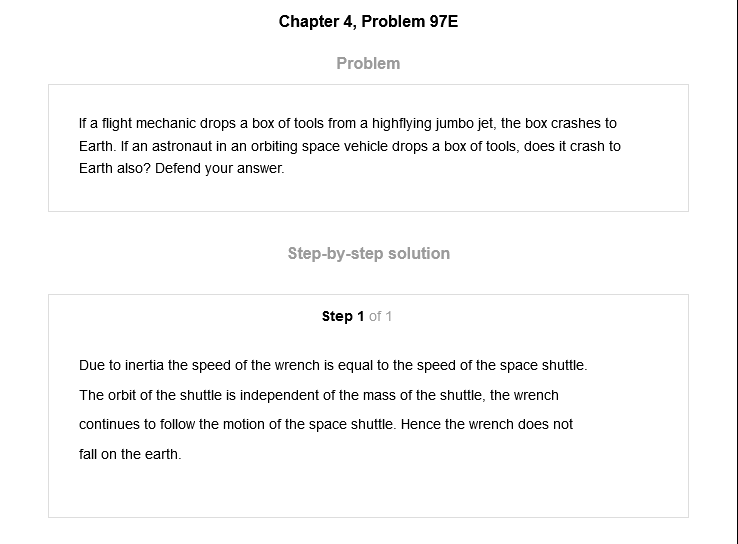 Chapter 4, Problem 97E
Problem
If a flight mechanic drops a box of tools from a highflying jumbo jet, the box crashes to
Earth. If an astronaut in an orbiting space vehicle drops a box of tools, does it crash to
Earth also? Defend your answer.
Step-by-step solution
Step 1 of 1
Due to inertia the speed of the wrench is equal to the speed of the space shuttle.
The orbit of the shuttle is independent of the mass of the shuttle, the wrench
continues to follow the motion of the space shuttle. Hence the wrench does not
fall on the earth.